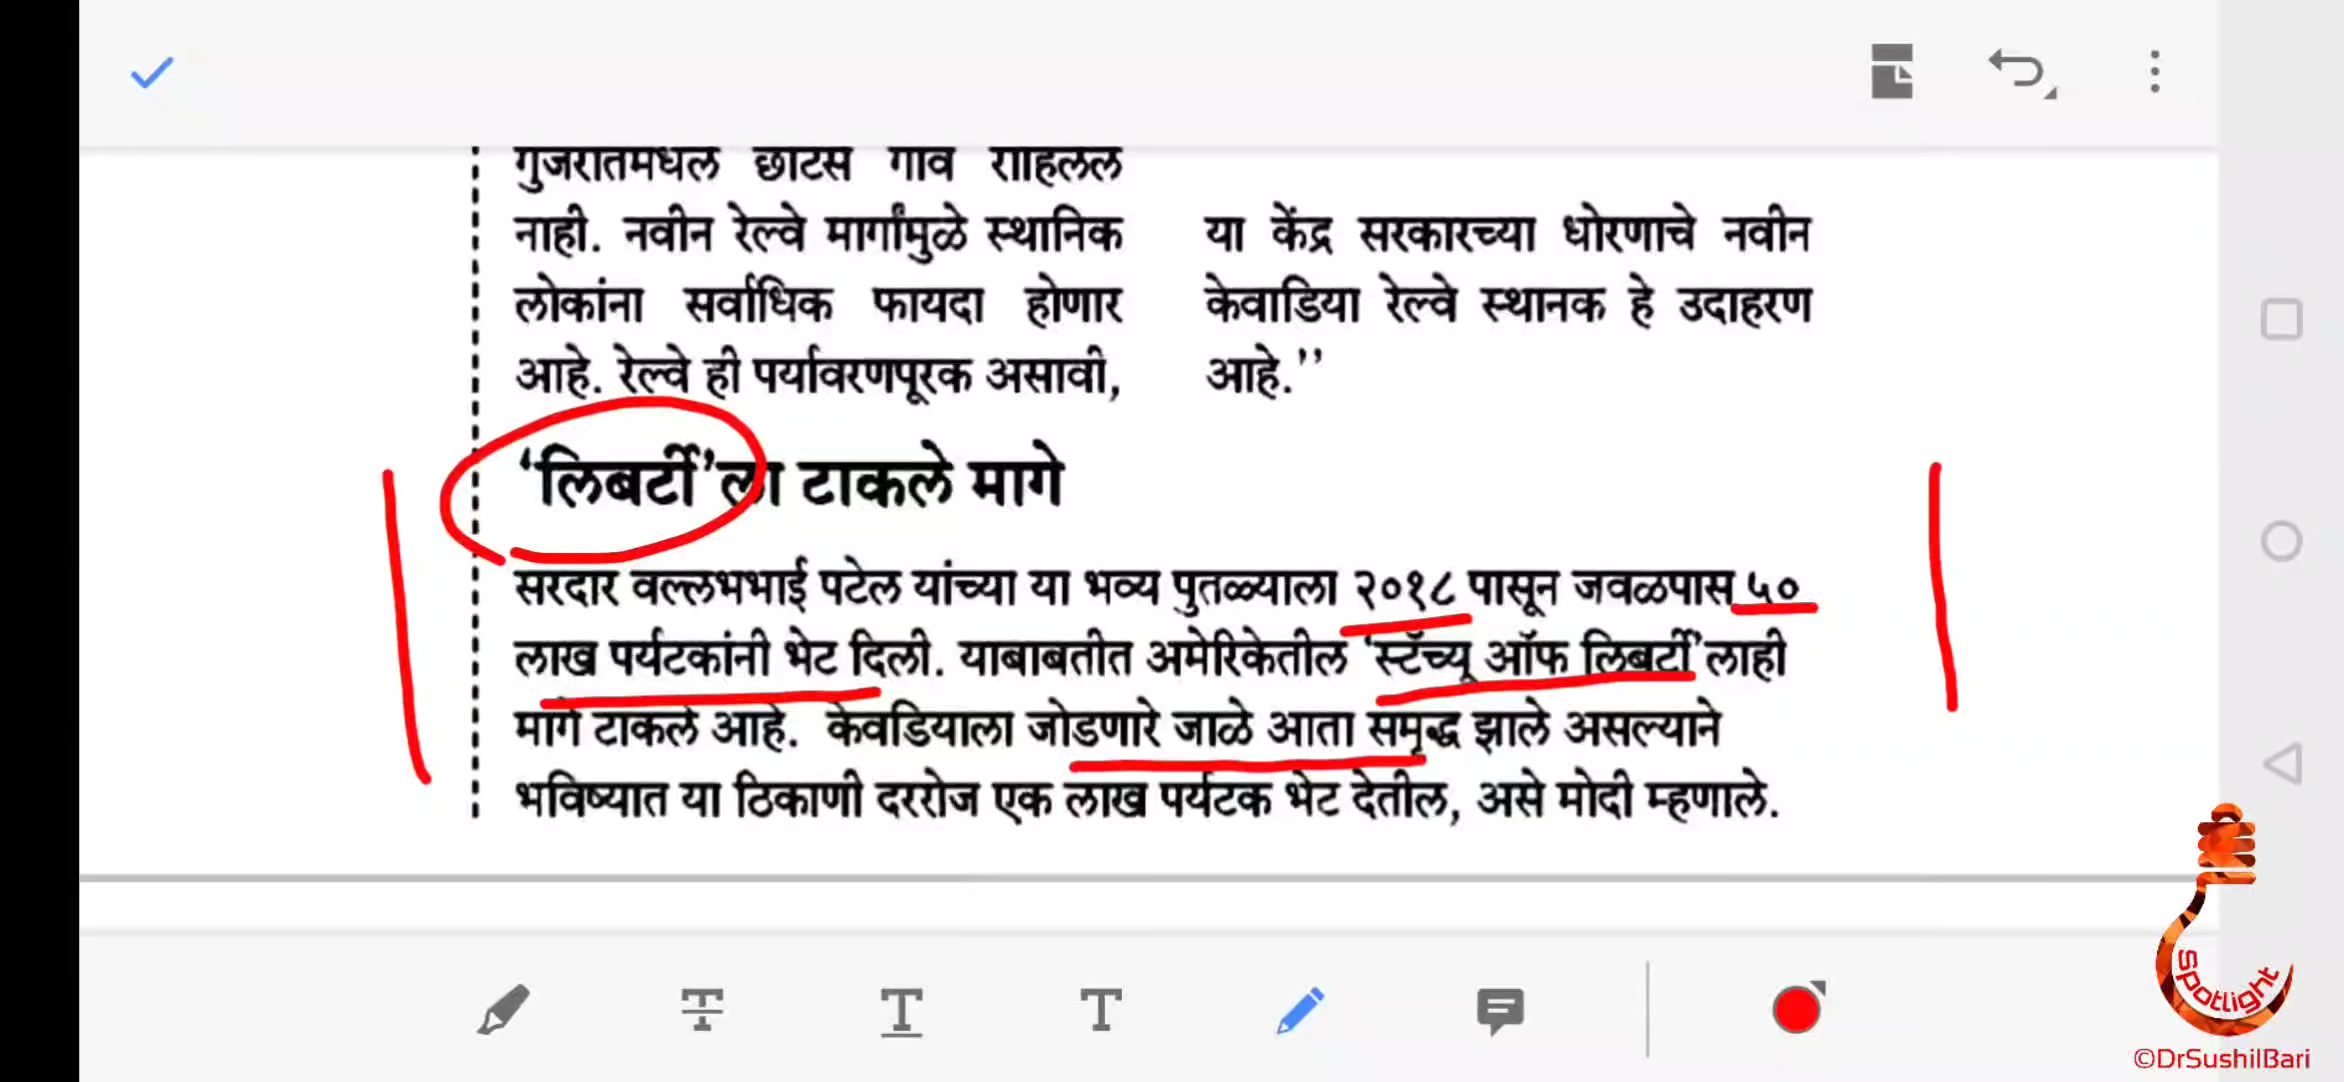 गुजरातमधले छोटेसे गाव राहिलेले
नाही. नवीन रेल्वे मार्गांमुळे स्थानिक
लोकांना सर्वाधिक फायदा होणार
आहे. रेल्वे ही पर्यावरणपूरक असावी,
या केंद्र सरकारच्या धोरणाचे नवीन
केवाडिया रेल्वे स्थानक हे उदाहरण
आहे.’’
‘लिबर्टी’ला टाकले मागे
सरदार वल्लभभाई पटेल यांच्या या भव्य पुतळ्याला २०१८ पासून जवळपास ५०
लाख पर्यटकांनी भेट दिली. याबाबतीत अमेरिकेतील ‘स्टॅच्यू ऑफ लिबर्टी’लाही
मागे टाकले आहे. केवडियाला जोडणारे जाळे आता समृद्ध झाले असल्याने
भविष्यात या ठिकाणी दररोज एक लाख पर्यटक भेट देतील, असे मोदी म्हणाले.
Spotlight
©DrSushilBari